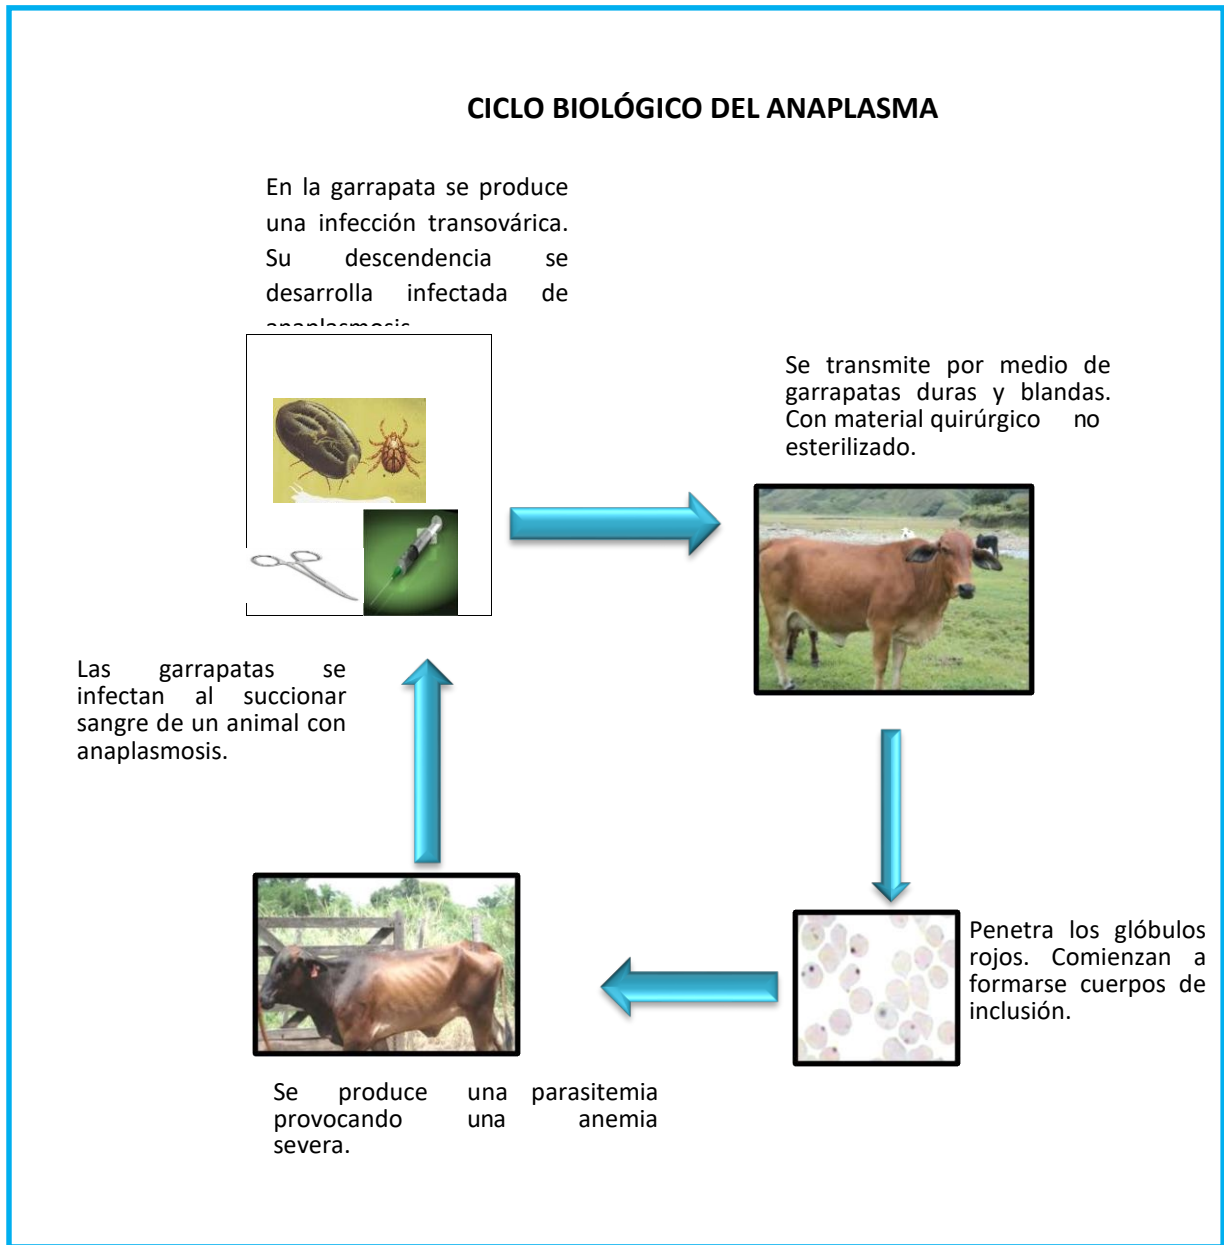 CICLO BIOLÓGICO DEL ANAPLASMA
En la garrapata se produce
una infección transovárica.
Su descendencia se
desarrolla infectada de
anaplasmosis
Se transmite por medio de
garrapatas duras y blandas.
Con material quirúrgico no
esterilizado.
Las garrapatas se
infectan al succionar
sangre de un animal con
anaplasmosis.
Penetra los glóbulos
rojos. Comienzan a
formarse cuerpos de
inclusión.
Se produce una parasitemia
provocando una anemia
severa.